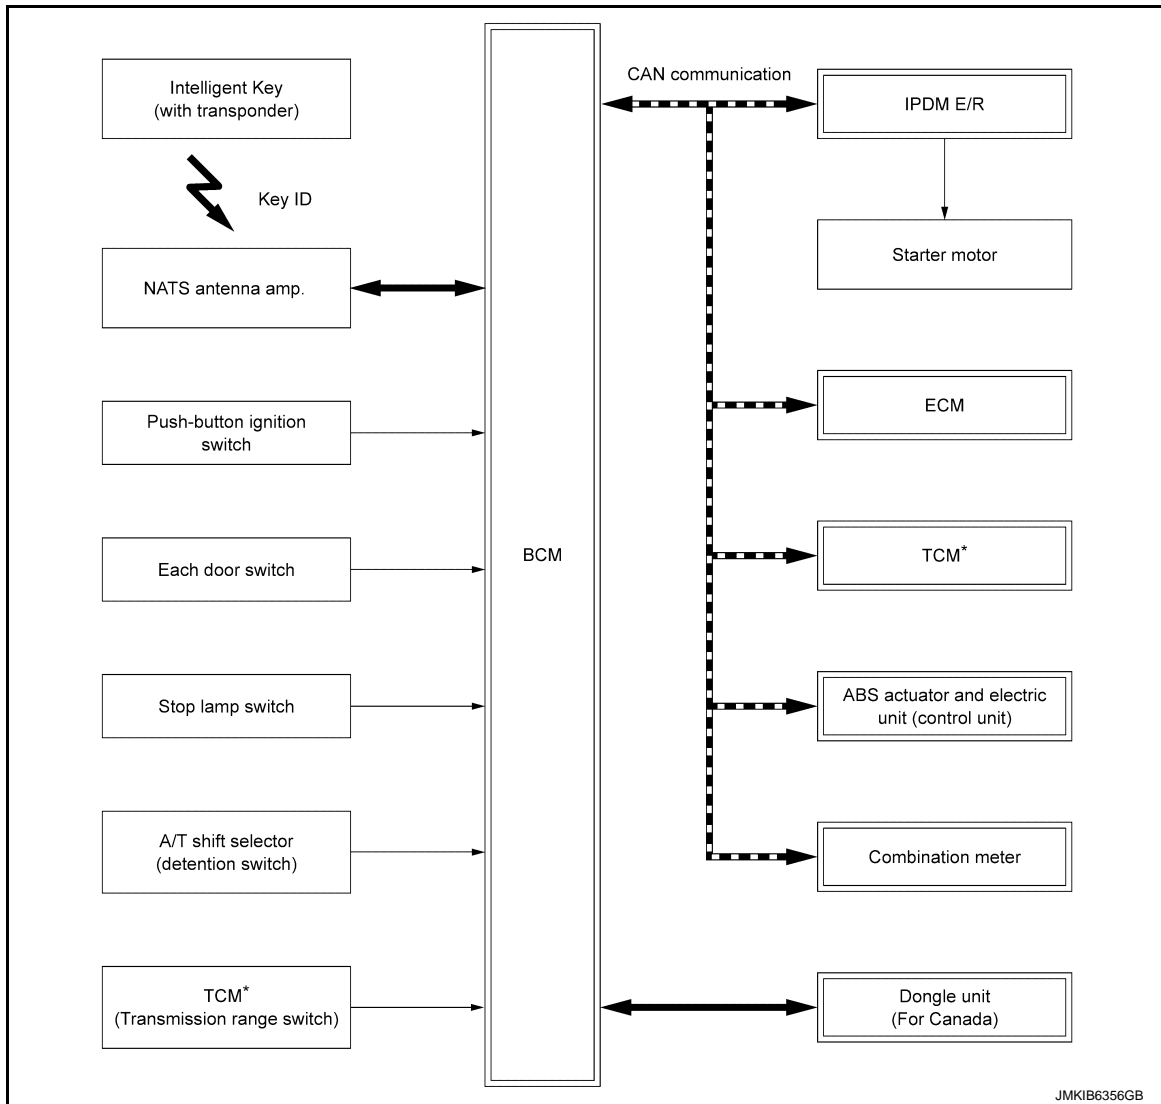 Intelligent Key
(with transponder)
Key ID
NATS antenna amp.
Push-button ignition
switch
Each door switch
Stop lamp switch
A/T shift selector
(detention switch)
TCM*
(Transmission range switch)
BCM
CAN communication
IPDM E/R
Starter motor
ECM
TCM*
ABS actuator and electric
unit (control unit)
Combination meter
Dongle unit
(For Canada)
JMKIB6356GB